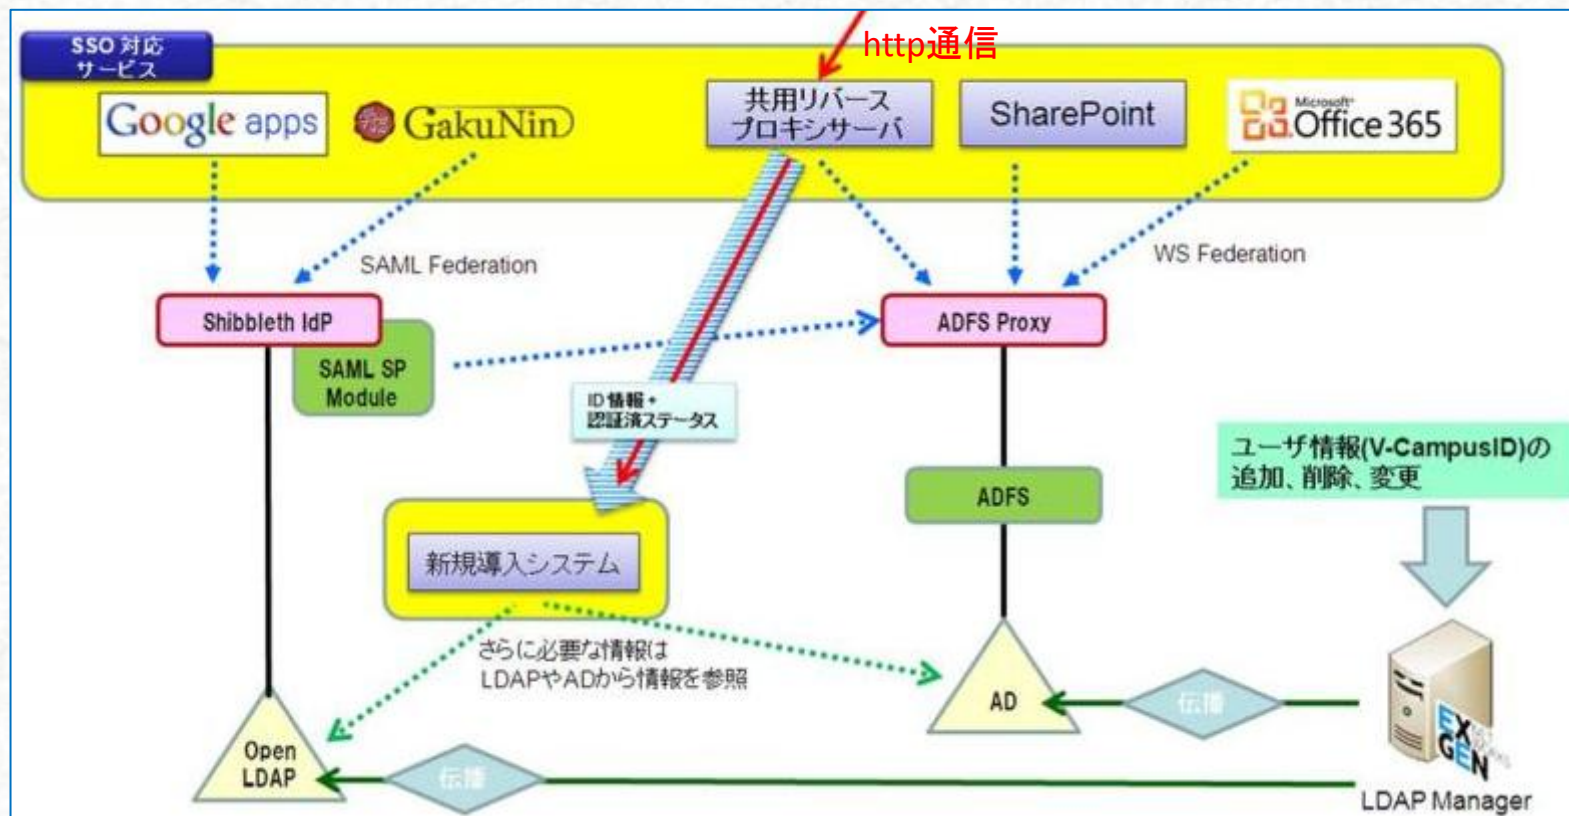 http通信
SSO 対応
サービス
Google apps
GakuNin
共用リバース
プロキシサーバ
SharePoint
Microsoft
Office 365
SAML Federation
WS Federation
Shibbleth IdP
SAML SP
Module
ADFS Proxy
ID 情報 +
認証済ステータス
ユーザ情報(V-CampusID)の
追加、削除、変更
ADFS
新規導入システム
さらに必要な情報は
LDAPやADから情報を参照
AD
伝播
Open
LDAP
伝播
EX
GEN
LDAP Manager